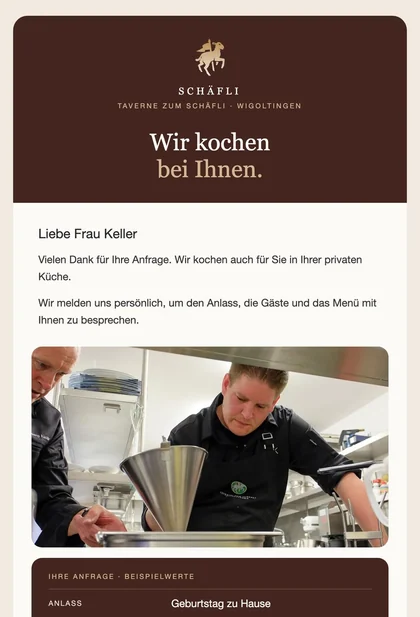 SCHÄFLI
TAVERNE ZUM SCHÄFLI · WIGOLTINGEN
Wir kochen
bei Ihnen.
Liebe Frau Keller
Vielen Dank für Ihre Anfrage. Wir kochen auch für Sie in Ihrer privaten
Küche.
Wir melden uns persönlich, um den Anlass, die Gäste und das Menü mit
Ihnen zu besprechen.
IHRE ANFRAGE · BEISPIELWERTE
ANLASS Geburtstag zu Hause